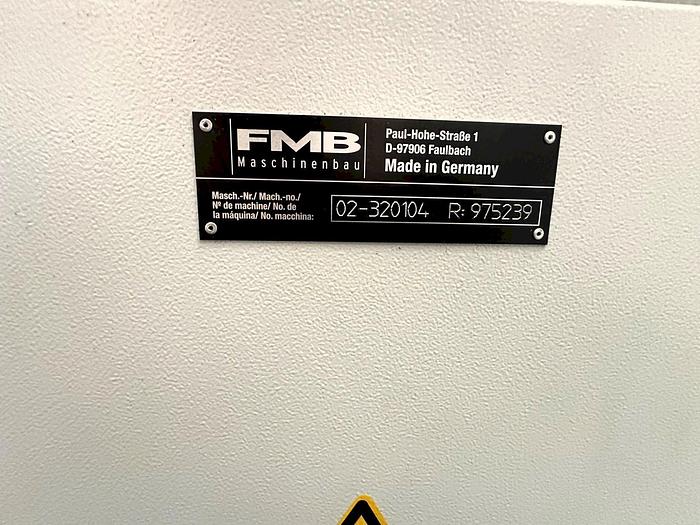 FMB
Maschinenbau
Paul-Hohe-Straße 1
D-97906 Faulbach
Made in Germany
Masch.-Nr./ Mach.-no./
Nº de machine/ No. de
la máquina/ No. macchina:
02-320104 R: 975239